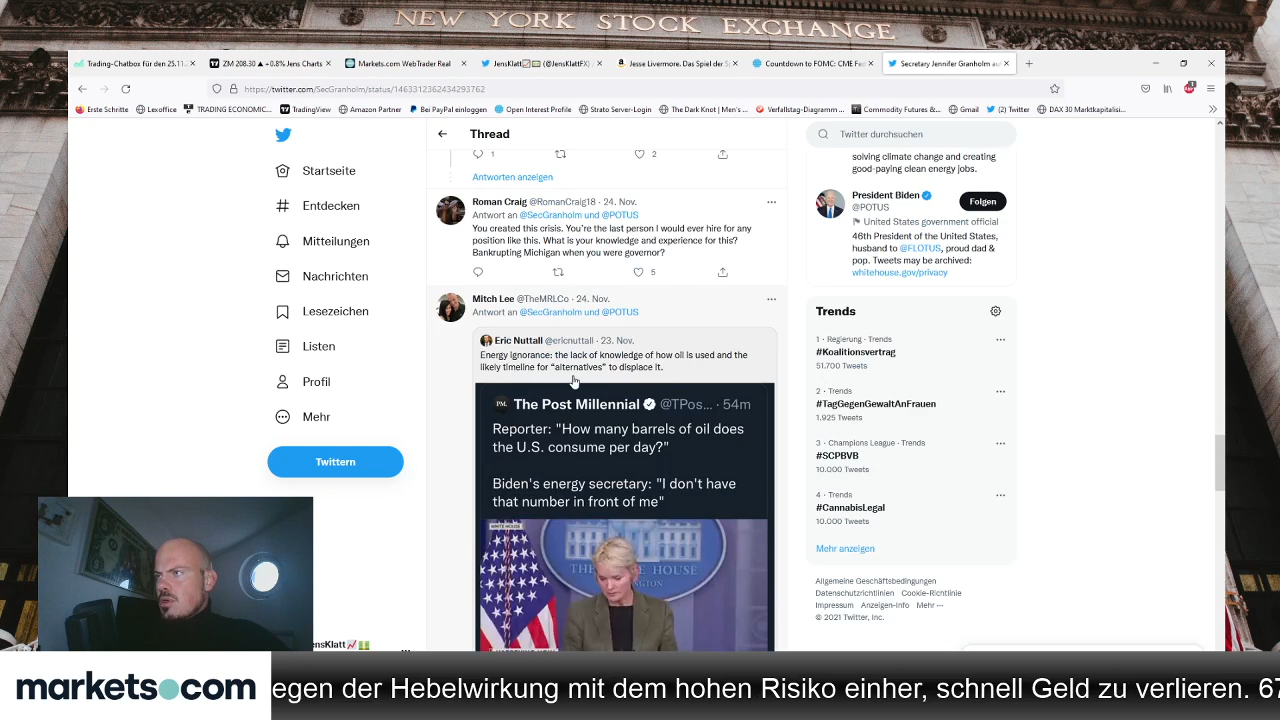 NEW YORK STOCK EXCHANGE
Trading-Chatbox für den 25.11...
ZM 208.30 ▲ +0.8% Jens Charts
Markets.com WebTrader Real
JensKlatt (@JensKlattFX)
Jesse Livermore. Das Spiel der Sp
Countdown to FOMC: CME Fed
Secretary Jennifer Granholm auf
https://twitter.com/SecGranholm/status/1463312362434293762
Erste Schritte
Lexoffice
TRADING ECONOMIC...
TradingView
Amazon Partner
Bei PayPal einloggen
Open Interest Profile
Strato Server-Login
The Dark Knot | Men's ...
Verfallstag-Diagramm ...
Commodity Futures &...
Gmail
(2) Twitter
DAX 30 Marktkapitalisi...
Startseite
Entdecken
Mitteilungen
Nachrichten
Lesezeichen
Listen
Profil
Mehr
Twittern
JensKlatt
Thread
1
2
Antworten anzeigen
Roman Craig @RomanCraig18 · 24. Nov.
Antwort an @SecGranholm und @POTUS
You created this crisis. You're the last person I would ever hire for any
position like this. What is your knowledge and experience for this?
Bankrupting Michigan when you were governor?
5
Mitch Lee @TheMRLCo · 24. Nov.
Antwort an @SecGranholm und @POTUS
Eric Nuttall @ericnuttall · 23. Nov.
Energy ignorance: the lack of knowledge of how oil is used and the
likely timeline for "alternatives" to displace it.
PM.
The Post Millennial @TPos... · 54m
Reporter: "How many barrels of oil does
the U.S. consume per day?"
Biden's energy secretary: "I don't have
that number in front of me"
WHITE HOUSE
THE WHITE HOUSE
Twitter durchsuchen
solving climate change and creating
good-paying clean energy jobs.
President Biden
@POTUS
Folgen
United States government official
46th President of the United States,
husband to @FLOTUS, proud dad &
pop. Tweets may be archived:
whitehouse.gov/privacy
Trends
1 · Regierung · Trends
#Koalitionsvertrag
51.700 Tweets
2 · Trends
#TagGegenGewaltAnFrauen
1.925 Tweets
3 · Champions League · Trends
#SCPBVB
10.000 Tweets
4 · Trends
#CannabisLegal
10.000 Tweets
Mehr anzeigen
Allgemeine Geschäftsbedingungen
Datenschutzrichtlinien Cookie-Richtlinie
Impressum Anzeigen-Info Mehr ···
© 2021 Twitter, Inc.
markets.com
egen der Hebelwirkung mit dem hohen Risiko einher, schnell Geld zu verlieren. 67